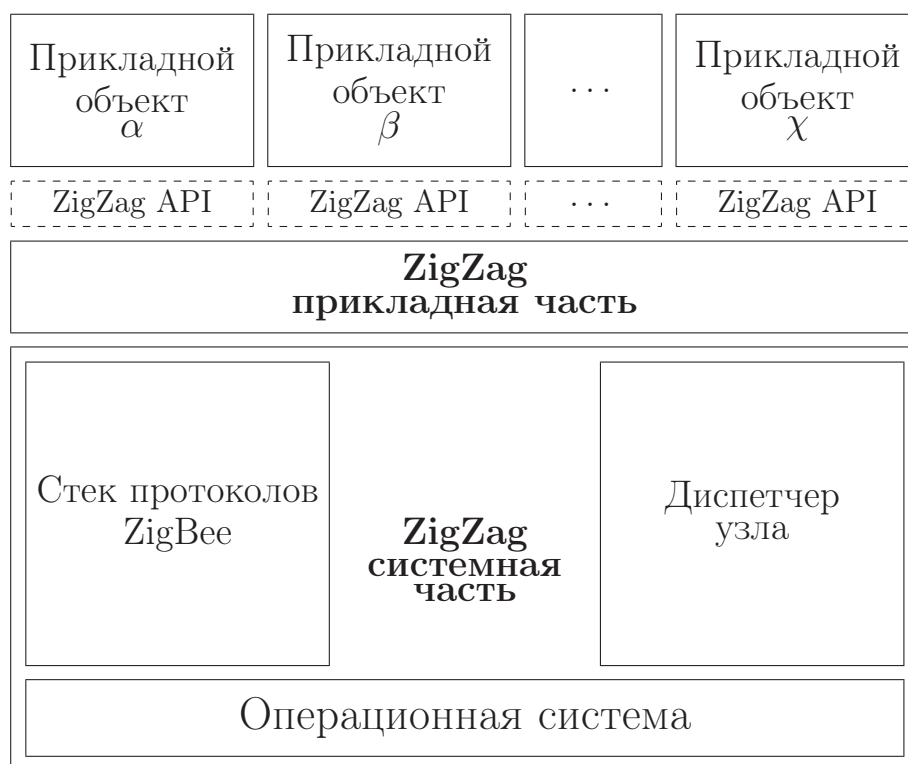 Прикладной
объект
α
Прикладной
объект
β
· · ·
Прикладной
объект
χ
ZigZag API
ZigZag API
· · ·
ZigZag API
ZigZag
прикладная часть
Стек протоколов
ZigBee
ZigZag
системная
часть
Диспетчер
узла
Операционная система